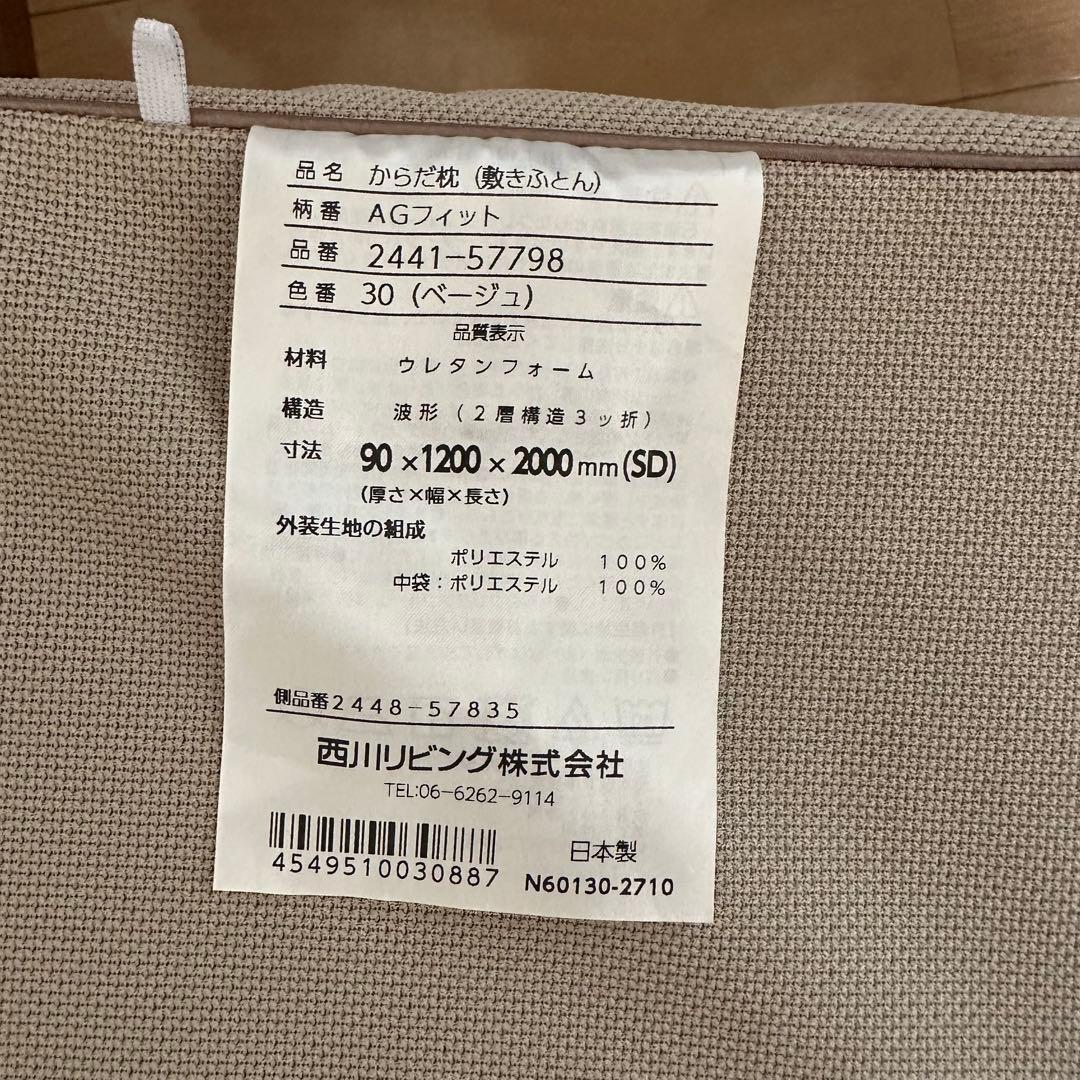 品名 からだ枕 (敷きふとん)
柄番 AGフィット
品番 2441-57798
色番 30 (ベージュ)
品質表示
材料 ウレタンフォーム
構造 波形 (2層構造3ッ折)
寸法 90×1200×2000mm(SD)
(厚さ×幅×長さ)
外装生地の組成
ポリエステル 100%
中袋:ポリエステル 100%
側品番2448-57835
西川リビング株式会社
TEL:06-6262-9114
日本製
4549510030887
N60130-2710